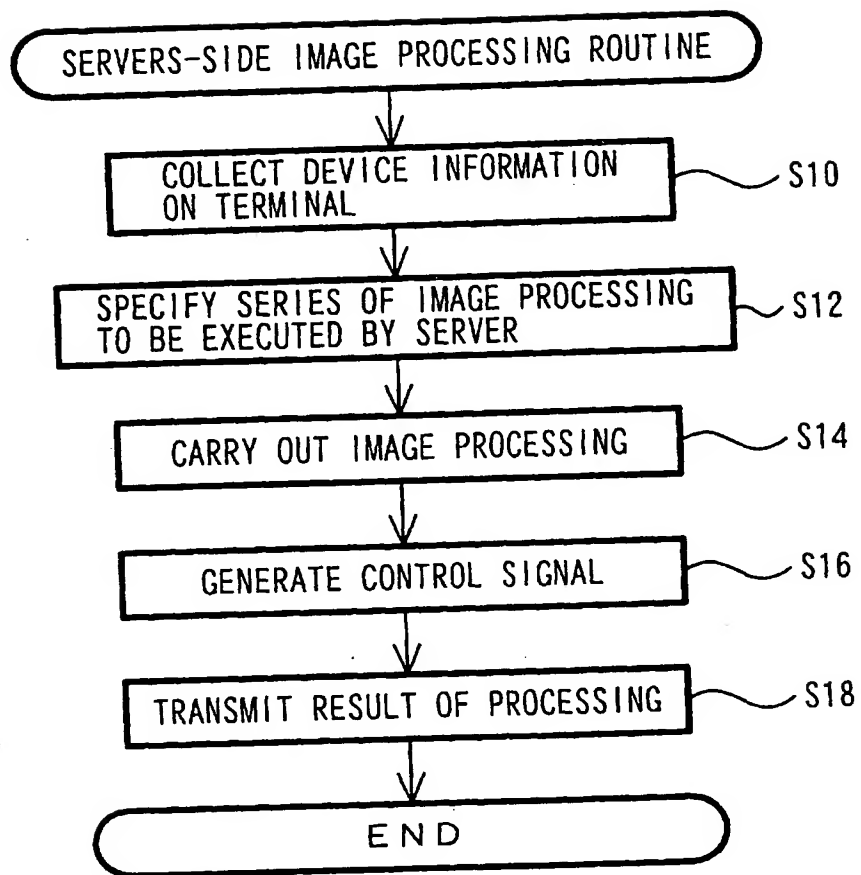 SERVERS-SIDE IMAGE PROCESSING ROUTINE
COLLECT DEVICE INFORMATION
ON TERMINAL
S10
SPECIFY SERIES OF IMAGE PROCESSING
TO BE EXECUTED BY SERVER
S12
CARRY OUT IMAGE PROCESSING
S14
GENERATE CONTROL SIGNAL
S16
TRANSMIT RESULT OF PROCESSING
S18
END